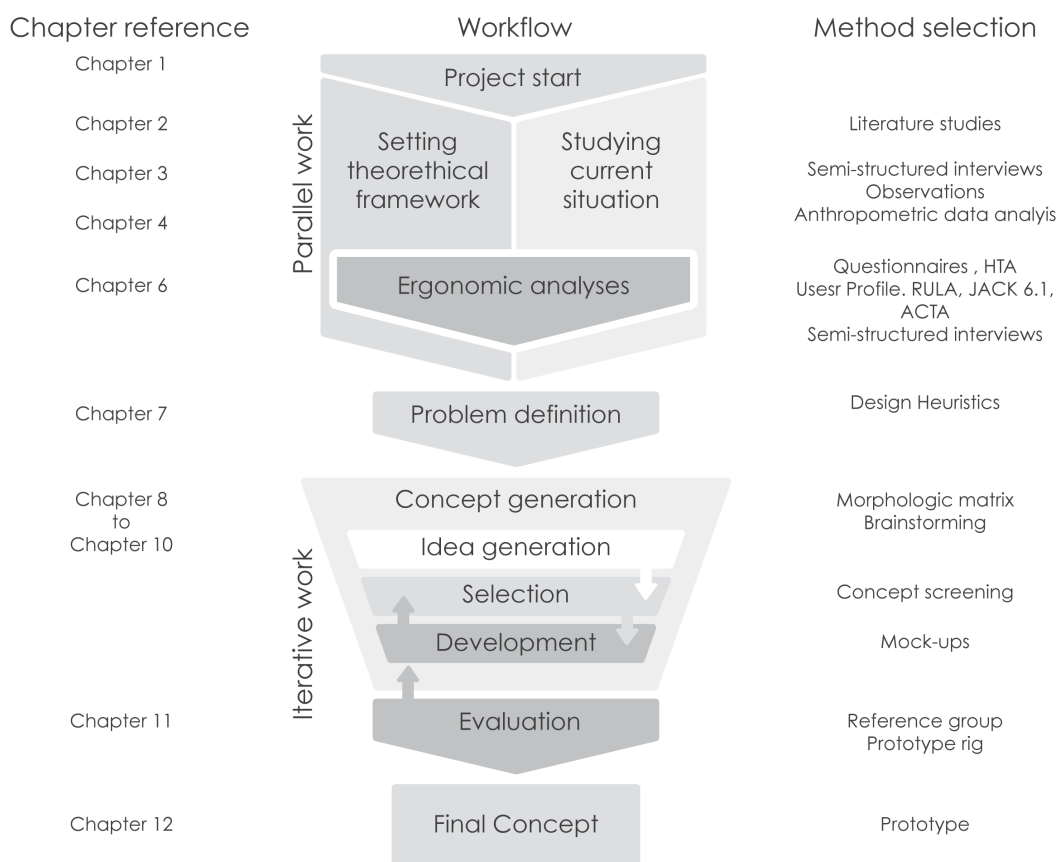 Chapter reference
Workflow
Method selection
Chapter 1
Project start
Parallel work
Chapter 2
Chapter 3
Chapter 4
Setting
theorethical
framework
Studying
current
situation
Literature studies
Semi-structured interviews
Observations
Anthropometric data analyis
Chapter 6
Ergonomic analyses
Questionnaires , HTA
Usesr Profile. RULA, JACK 6.1,
ACTA
Semi-structured interviews
Chapter 7
Problem definition
Design Heuristics
Iterative work
Chapter 8
to
Chapter 10
Concept generation
Idea generation
Selection
Development
Morphologic matrix
Brainstorming
Concept screening
Mock-ups
Chapter 11
Evaluation
Reference group
Prototype rig
Chapter 12
Final Concept
Prototype